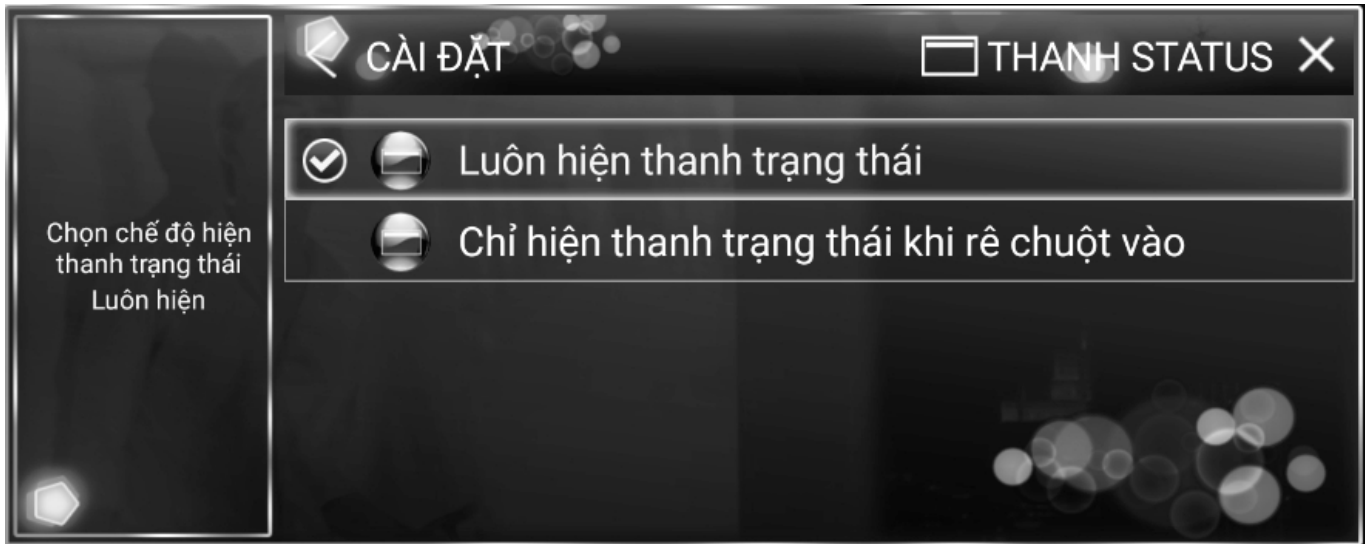 CÀI ĐẶT
THANH STATUS
Luôn hiện thanh trạng thái
Chỉ hiện thanh trạng thái khi rê chuột vào
Chọn chế độ hiện
thanh trạng thái
Luôn hiện